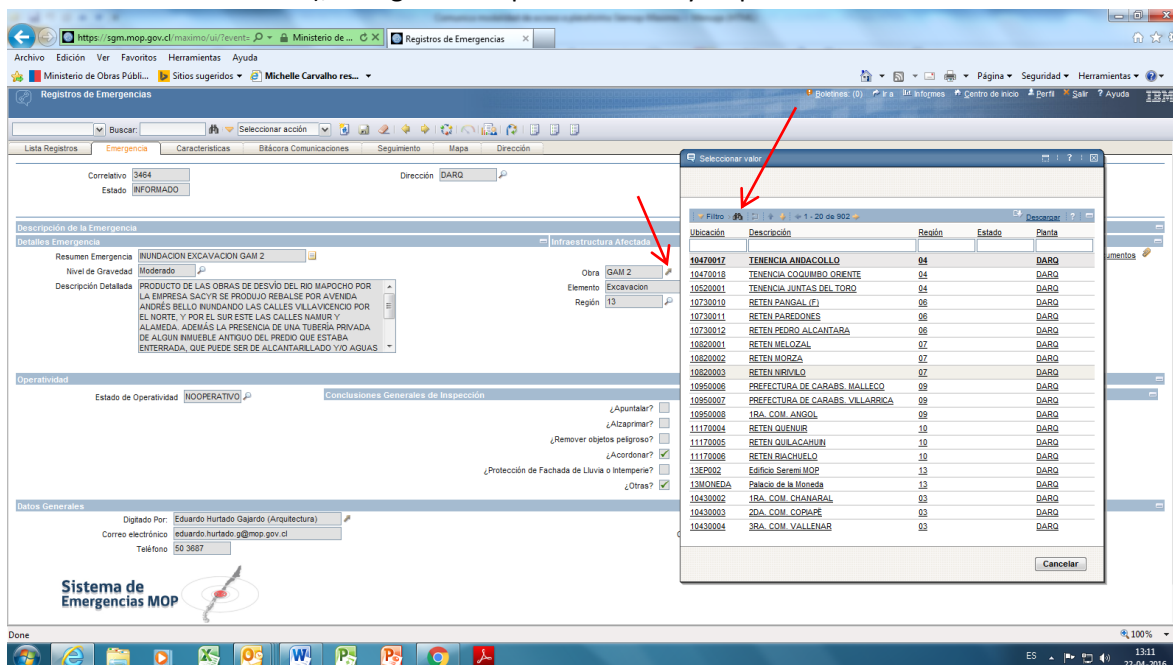 https://sgm.mop.gov.cl/maximo/ui/?event=
Ministerio de ...
Registros de Emergencias
Archivo Edición Ver Favoritos Herramientas Ayuda
Ministerio de Obras Públi... Sitios sugeridos Michelle Carvalho res... Página Seguridad Herramientas
Registros de Emergencias Boletines: (0) Ir a Informes Centro de inicio Perfil Salir ? Ayuda IBM
Buscar: Seleccionar acción
Lista Registros Emergencia Características Bitácora Comunicaciones Seguimiento Mapa Dirección
Correlativo 3464 Dirección DARQ
Estado INFORMADO
Descripción de la Emergencia
Detalles Emergencia Infraestructura Afectada
Resumen Emergencia INUNDACION EXCAVACION GAM 2
Nivel de Gravedad Moderado Obra GAM 2
Descripción Detallada PRODUCTO DE LAS OBRAS DE DESVÍO DEL RIO MAPOCHO POR
LA EMPRESA SACYR SE PRODUJO REBALSE POR AVENIDA
ANDRÉS BELLO INUNDANDO LAS CALLES VILLAVICENCIO POR
EL NORTE, Y POR EL SUR ESTE LAS CALLES NAMUR Y
ALAMEDA. ADEMÁS LA PRESENCIA DE UNA TUBERÍA PRIVADA
DE ALGUN INMUEBLE ANTIGUO DEL PREDIO QUE ESTABA
ENTERRADA, QUE PUEDE SER DE ALCANTARILLADO Y/O AGUAS
Elemento Excavacion
Región 13
Operatividad
Estado de Operatividad NOOPERATIVO
Conclusiones Generales de Inspección
¿Apuntalar?
¿Alzaprimar?
¿Remover objetos peligroso?
¿Acordonar?
¿Protección de Fachada de Lluvia o Intemperie?
¿Otras?
Datos Generales
Digitado Por: Eduardo Hurtado Gajardo (Arquitectura)
Correo electrónico eduardo.hurtado.g@mop.gov.cl
Teléfono 50 3687
Sistema de
Emergencias MOP
Seleccionar valor
Filtro 1 - 20 de 902 Descargar ?
Ubicación Descripción Región Estado Planta
10470017 TENENCIA ANDACOLLO 04 DARQ
10470018 TENENCIA COQUIMBO ORIENTE 04 DARQ
10520001 TENENCIA JUNTAS DEL TORO 04 DARQ
10730010 RETEN PANGAL (F) 06 DARQ
10730011 RETEN PAREDONES 06 DARQ
10730012 RETEN PEDRO ALCANTARA 06 DARQ
10820001 RETEN MELOZAL 07 DARQ
10820002 RETEN MORZA 07 DARQ
10820003 RETEN NIRIVILO 07 DARQ
10950006 PREFECTURA DE CARABS. MALLECO 09 DARQ
10950007 PREFECTURA DE CARABS. VILLARRICA 09 DARQ
10950008 1RA. COM. ANGOL 09 DARQ
11170004 RETEN QUENUIR 10 DARQ
11170005 RETEN QUILACAHUIN 10 DARQ
11170006 RETEN RIACHUELO 10 DARQ
13EP002 Edificio Seremi MOP 13 DARQ
13MONEDA Palacio de la Moneda 13 DARQ
10430002 1RA. COM. CHANARAL 03 DARQ
10430003 2DA. COM. COPIAPÈ 03 DARQ
10430004 3RA. COM. VALLENAR 03 DARQ
Cancelar
Done 100%
ES 13:11
22-04-2016